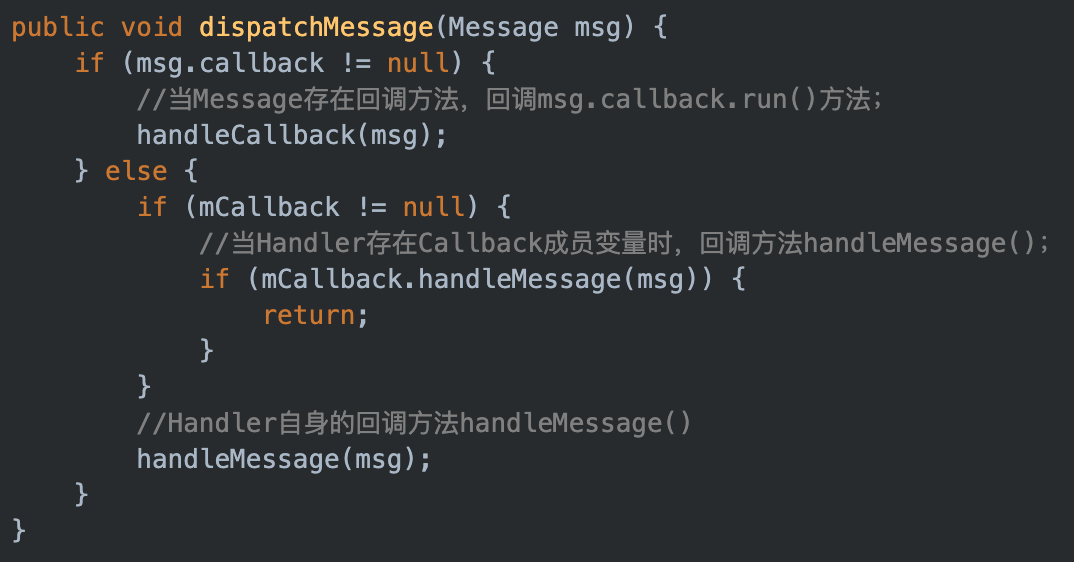 public void dispatchMessage(Message msg) {
    if (msg.callback != null) {
        //当Message存在回调方法，回调msg.callback.run()方法；
        handleCallback(msg);
    } else {
        if (mCallback != null) {
            //当Handler存在Callback成员变量时，回调方法handleMessage()；
            if (mCallback.handleMessage(msg)) {
                return;
            }
        }
        //Handler自身的回调方法handleMessage()
        handleMessage(msg);
    }
}